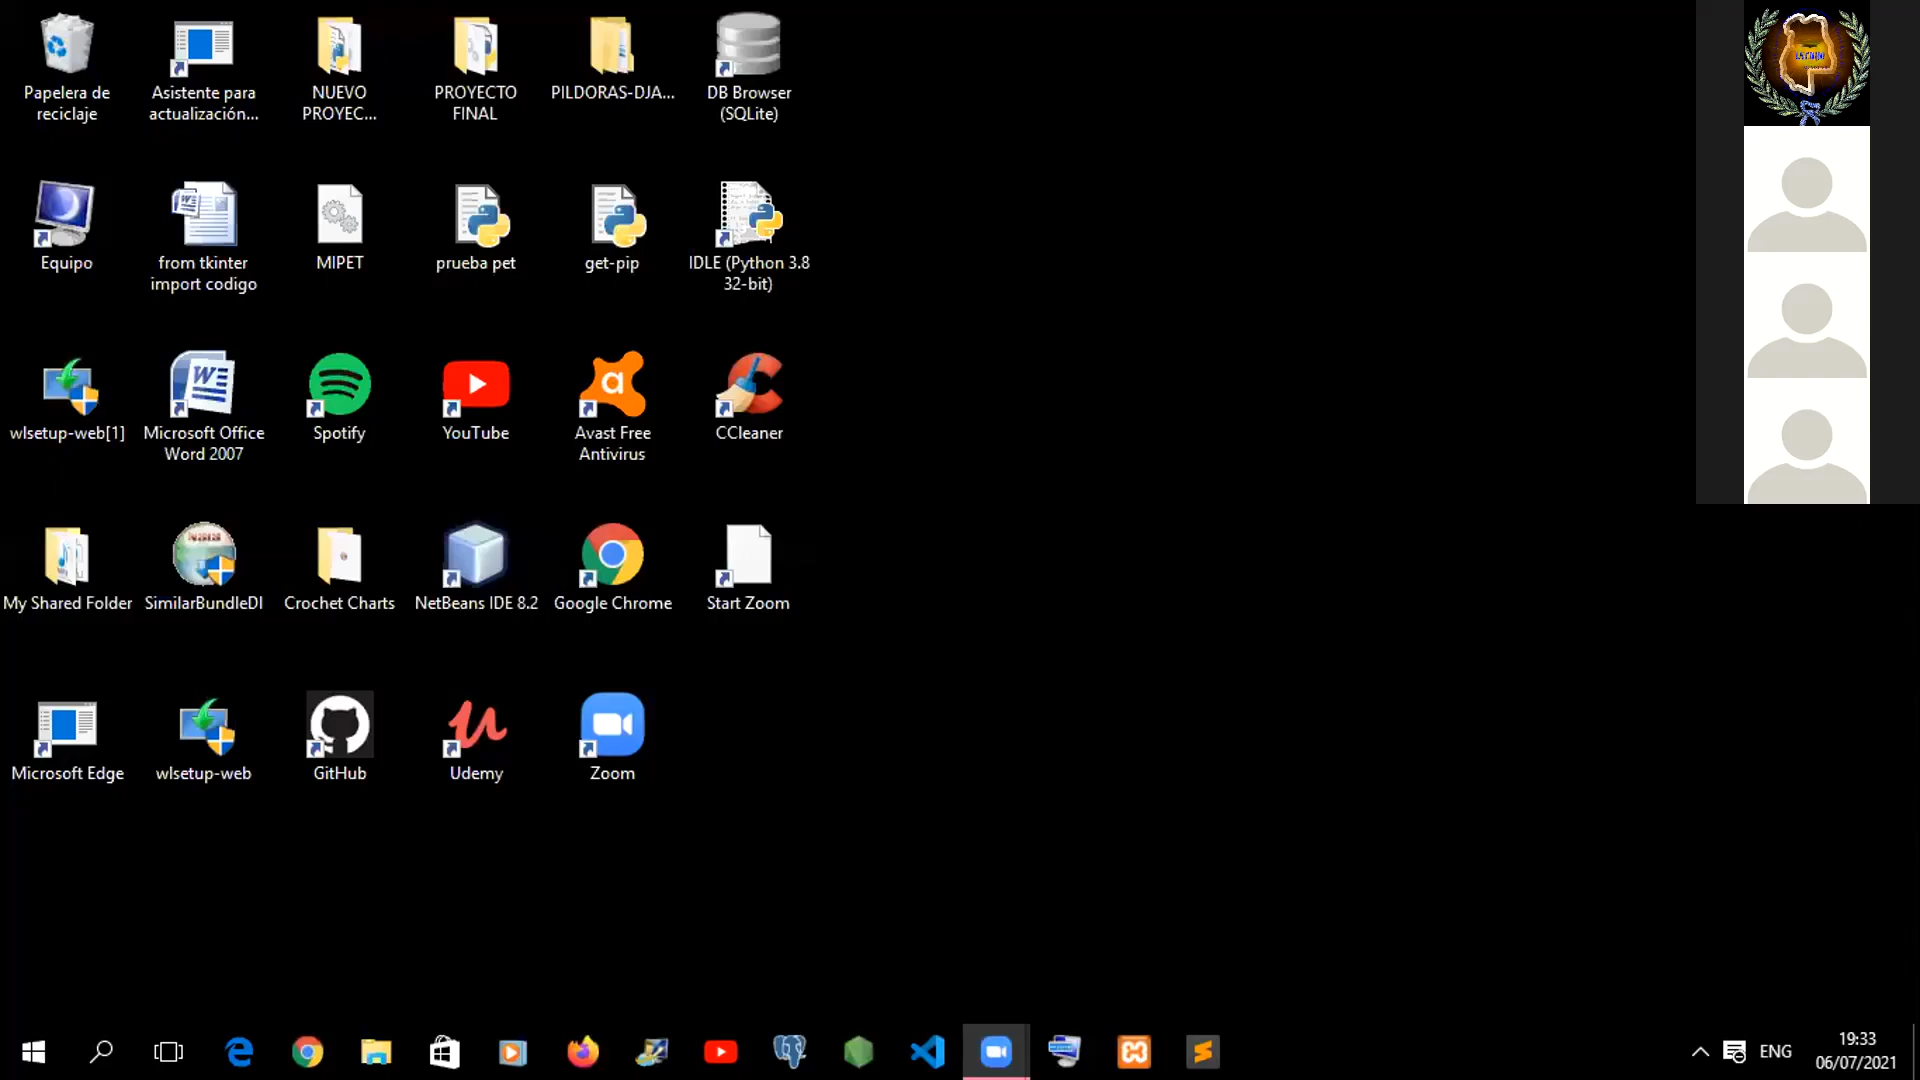 Papelera de
reciclaje
Asistente para
actualización...
NUEVO
PROYEC...
PROYECTO
FINAL
PILDORAS-DJA...
DB Browser
(SQLite)
Equipo
from tkinter
import codigo
MIPET
prueba pet
get-pip
IDLE (Python 3.8
32-bit)
wlsetup-web[1]
Microsoft Office
Word 2007
Spotify
YouTube
Avast Free
Antivirus
CCleaner
My Shared Folder
SimilarBundleDl
Crochet Charts
NetBeans IDE 8.2
Google Chrome
Start Zoom
Microsoft Edge
wlsetup-web
GitHub
Udemy
Zoom
ENG
19:33
06/07/2021